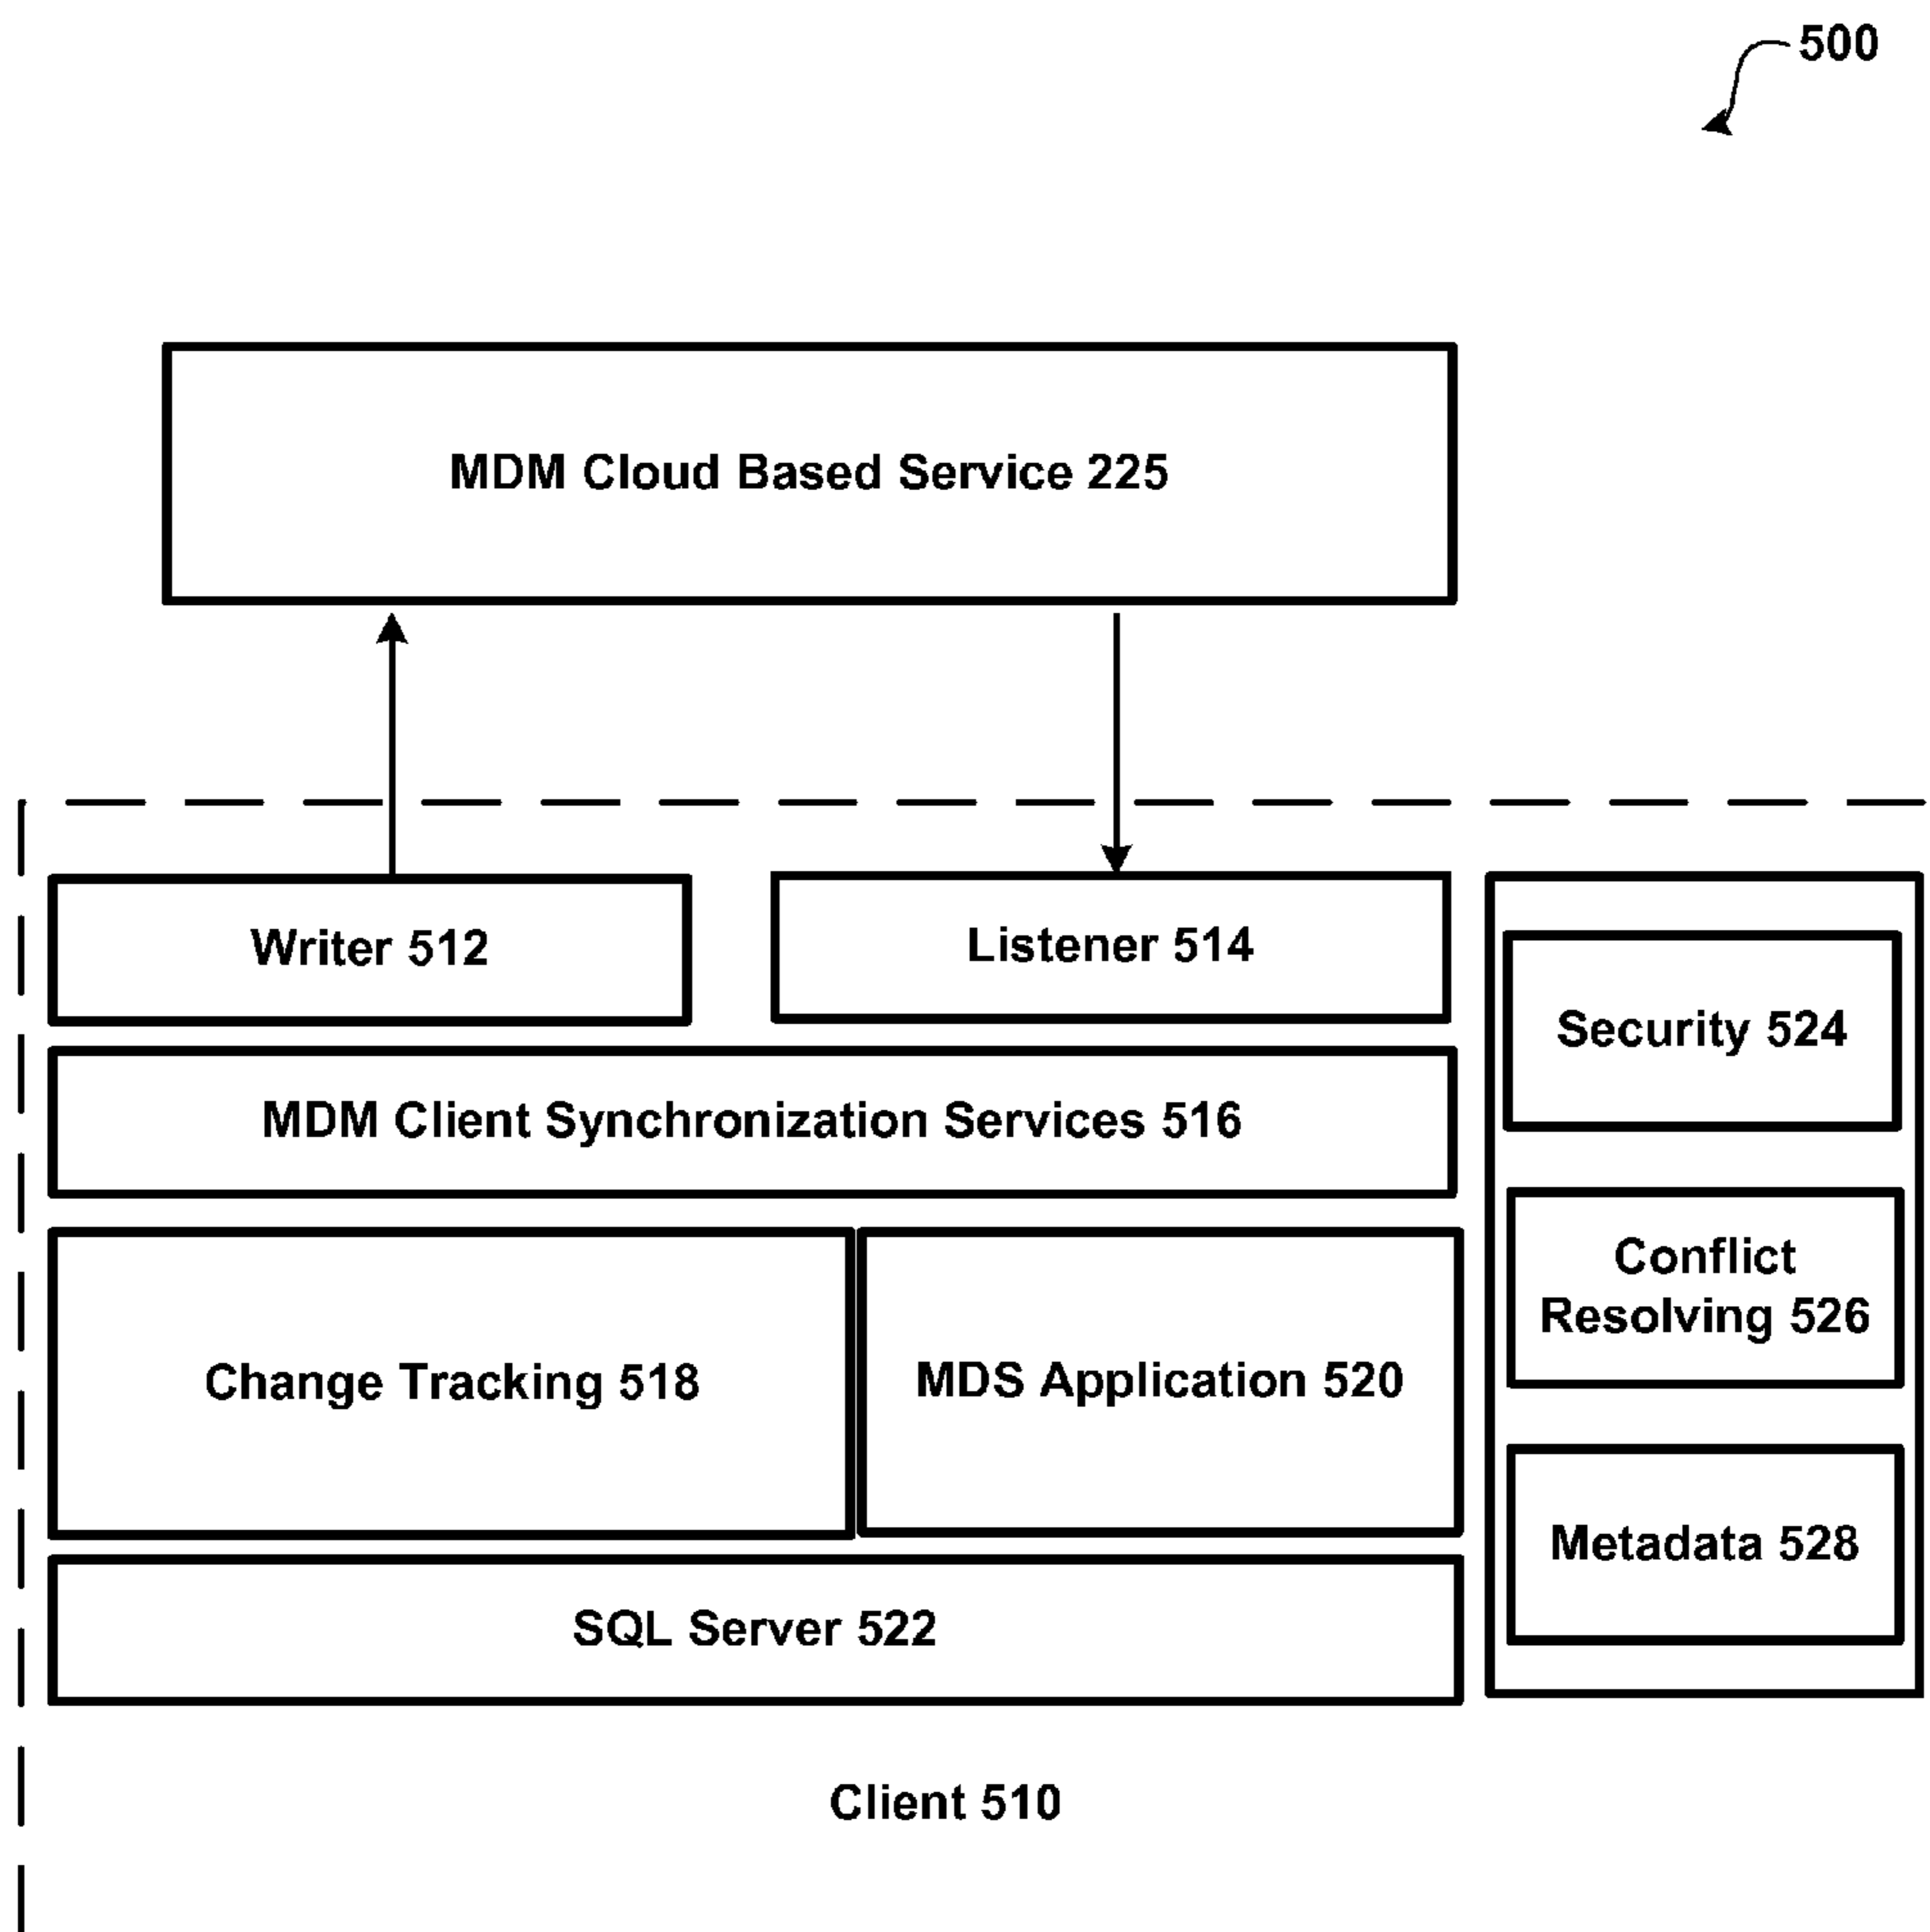 500
MDM Cloud Based Service 225
Writer 512
Listener 514
Security 524
MDM Client Synchronization Services 516
Conflict
Resolving 526
Change Tracking 518
MDS Application 520
Metadata 528
SQL Server 522
Client 510